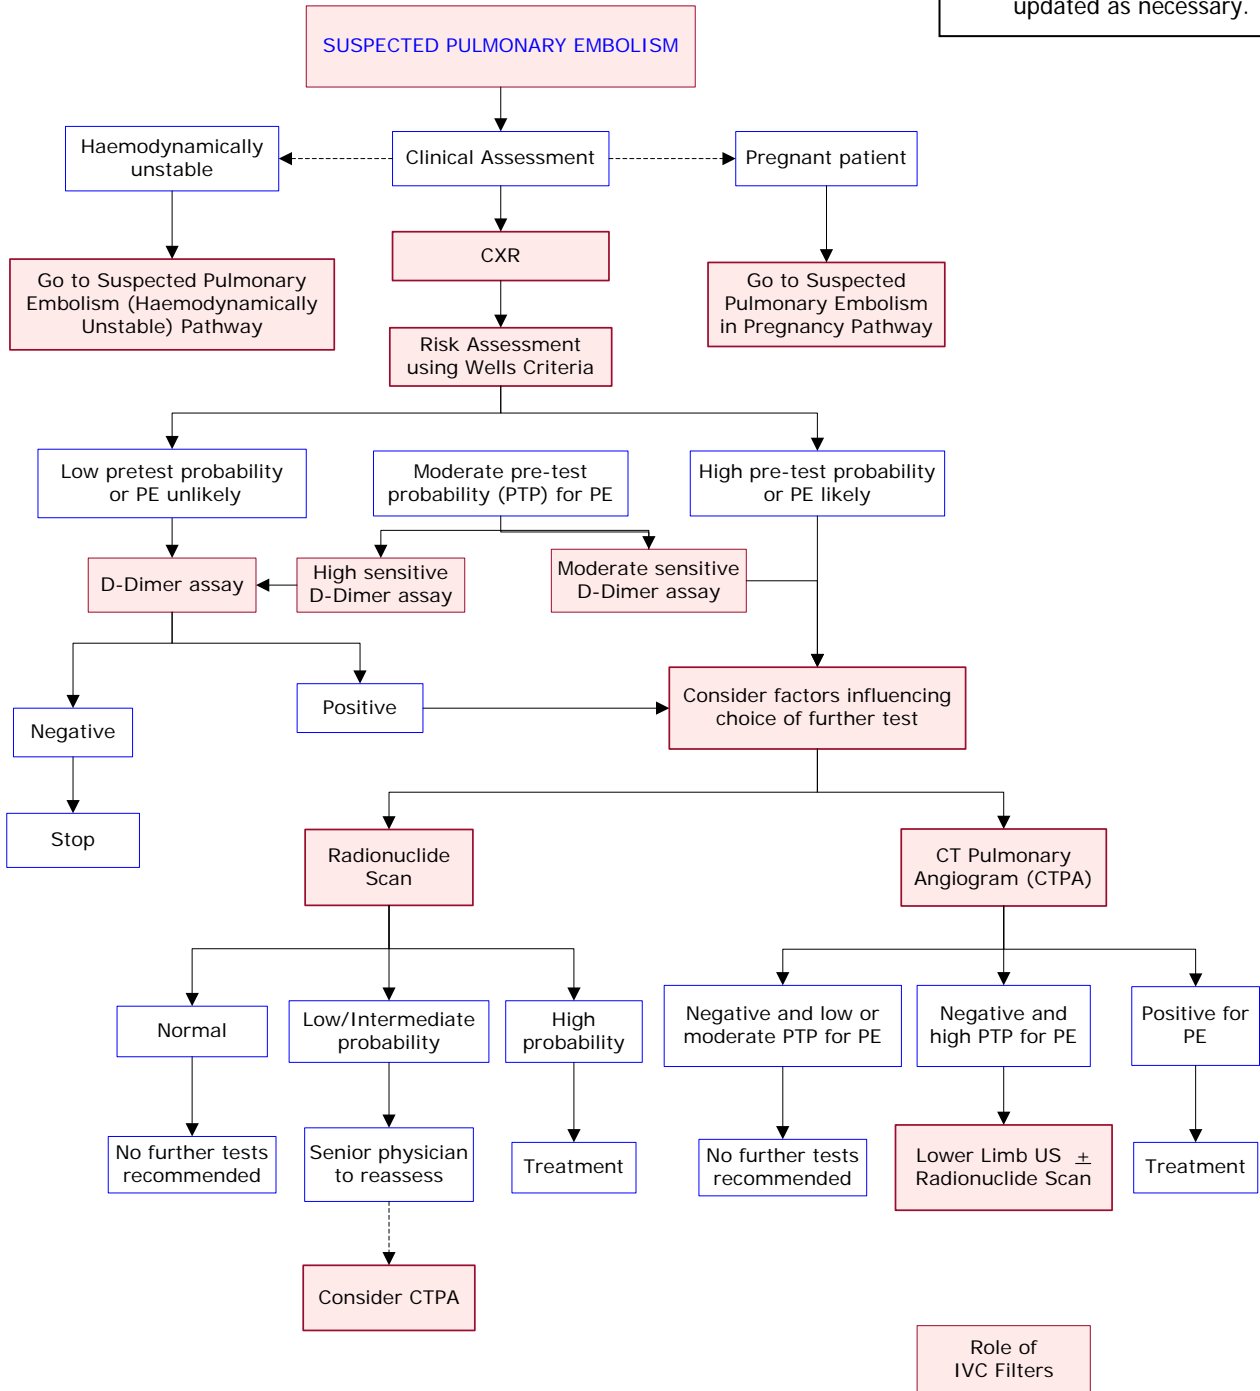 updated as necessary.
SUSPECTED PULMONARY EMBOLISM
Haemodynamically
unstable
Clinical Assessment
Pregnant patient
Go to Suspected Pulmonary
Embolism (Haemodynamically
Unstable) Pathway
CXR
Go to Suspected
Pulmonary Embolism
in Pregnancy Pathway
Risk Assessment
using Wells Criteria
Low pretest probability
or PE unlikely
Moderate pre-test
probability (PTP) for PE
High pre-test probability
or PE likely
D-Dimer assay
High sensitive
D-Dimer assay
Moderate sensitive
D-Dimer assay
Negative
Positive
Consider factors influencing
choice of further test
Stop
Radionuclide
Scan
CT Pulmonary
Angiogram (CTPA)
Normal
Low/Intermediate
probability
High
probability
Negative and low or
moderate PTP for PE
Negative and
high PTP for PE
Positive for
PE
No further tests
recommended
Senior physician
to reassess
Treatment
No further tests
recommended
Lower Limb US ±
Radionuclide Scan
Treatment
Consider CTPA
Role of
IVC Filters